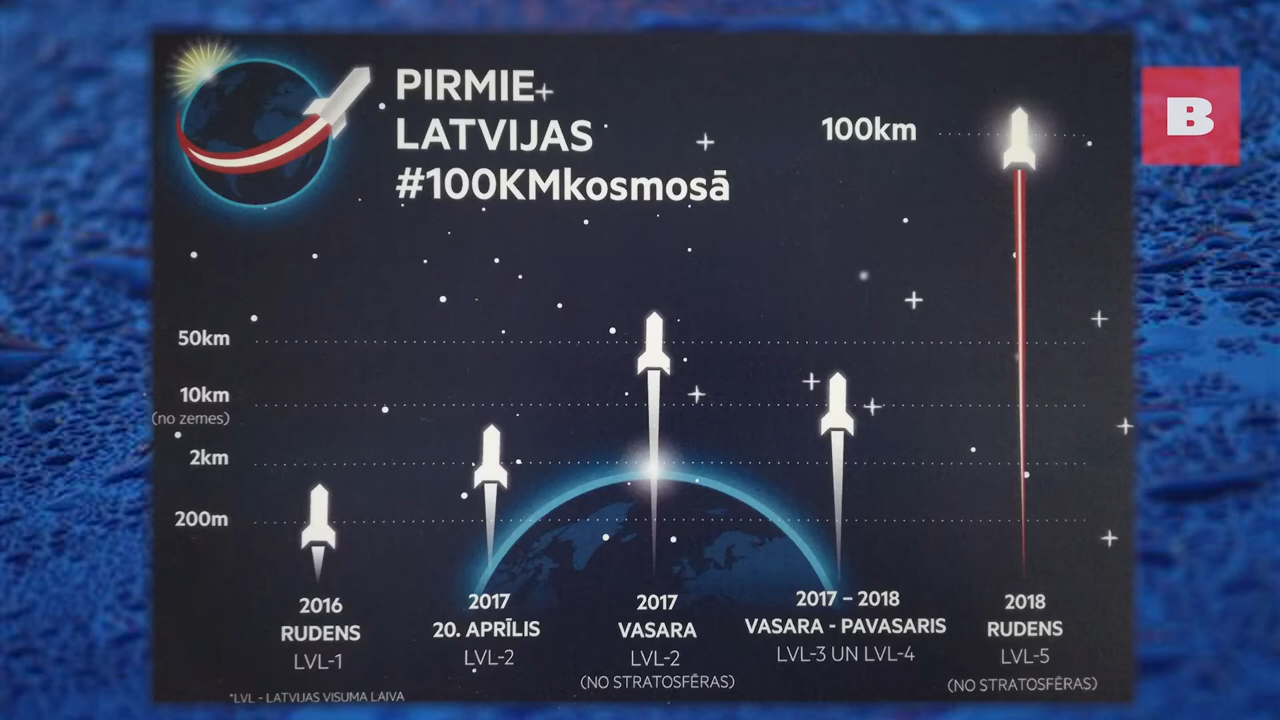 PIRMIE
LATVIJAS
#100KMkosmosā
B
100km
50km
10km
(no zemes)
2km
200m
2016
RUDENS
LVL-1
2017
20. APRĪLIS
LVL-2
2017
VASARA
LVL-2
(NO STRATOSFĒRAS)
2017 – 2018
VASARA - PAVASARIS
LVL-3 UN LVL-4
2018
RUDENS
LVL-5
(NO STRATOSFĒRAS)
*LVL - LATVIJAS VISUMA LAIVA